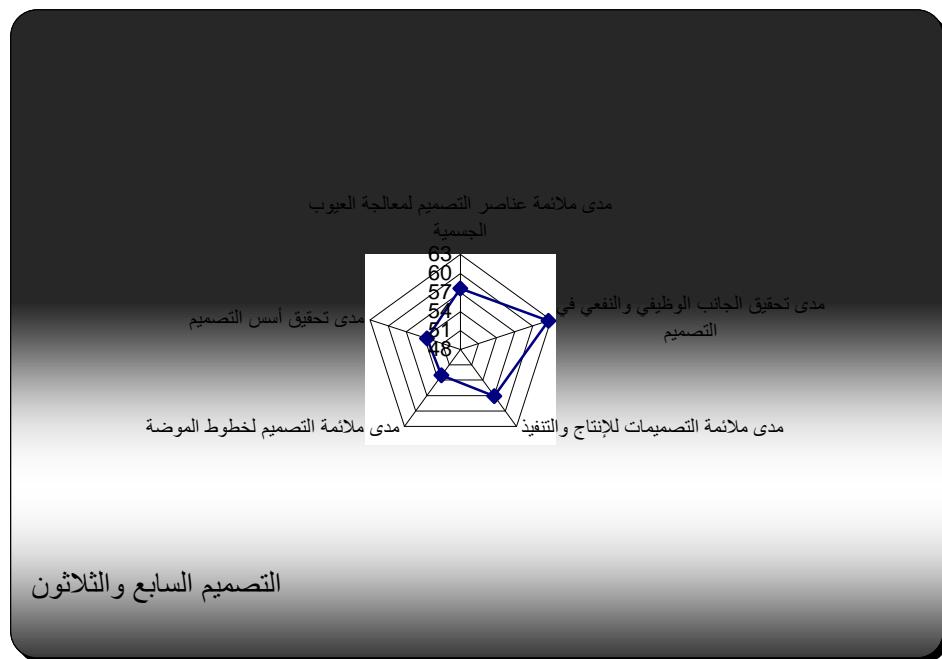 مدى ملائمة عناصر التصميم لمعالجة العيوب
الجسمية
63
60
57
54
51
48
مدى تحقيق الجانب الوظيفي والنفعي في
التصميم
مدى تحقيق أسس التصميم
مدى ملائمة التصميمات للإنتاج والتنفيذ
مدى ملائمة التصميم لخطوط الموضة
التصميم السابع والثلاثون